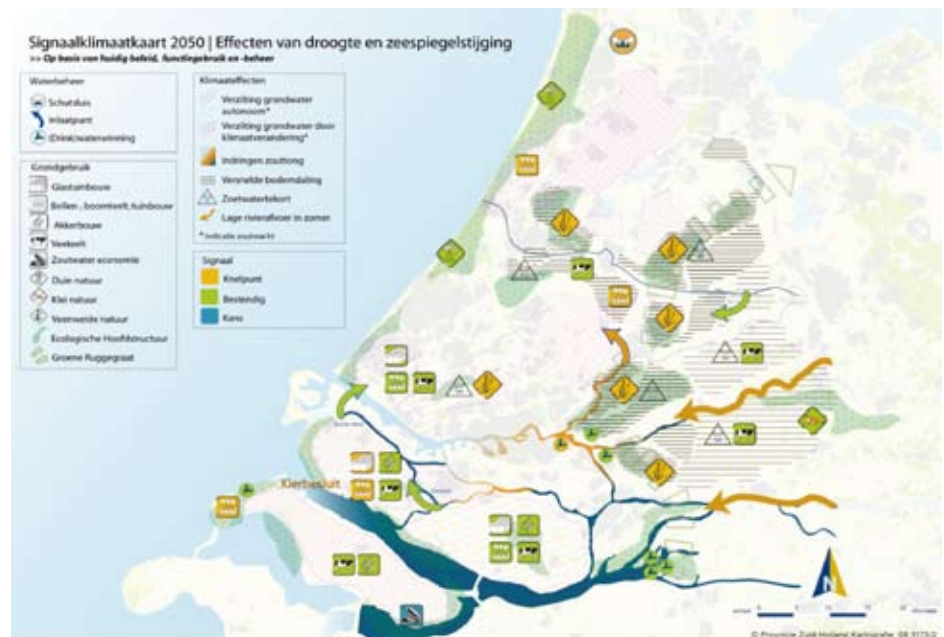 Signaalklimaatkaart 2050 | Effecten van droogte en zeespiegelstijging
>> Op basis van huidig beleid, functiegebruik en -beheer
Waterbeheer
Schutsluis
Inlaatpunt
(Drink)waterwinning
Grondgebruik
Glastuinbouw
Bollen-, boomteelt, tuinbouw
Akkerbouw
Veeteelt
Zoutwater economie
Duin natuur
Klei natuur
Veenweide natuur
Ecologische Hoofdstructuur
Groene Ruggegraat
Klimaateffecten
Verzilting grondwater
autonoom*
Verzilting grondwater door
klimaatverandering*
Indringen zouttong
Versnelde bodemdaling
Zoetwatertekort
Lage rivierafvoer in zomer
* Indicatie zoutvracht
Signaal
Knelpunt
Bestendig
Kans
Kierbesluit
N
© Provincie Zuid-Holland Kartografie